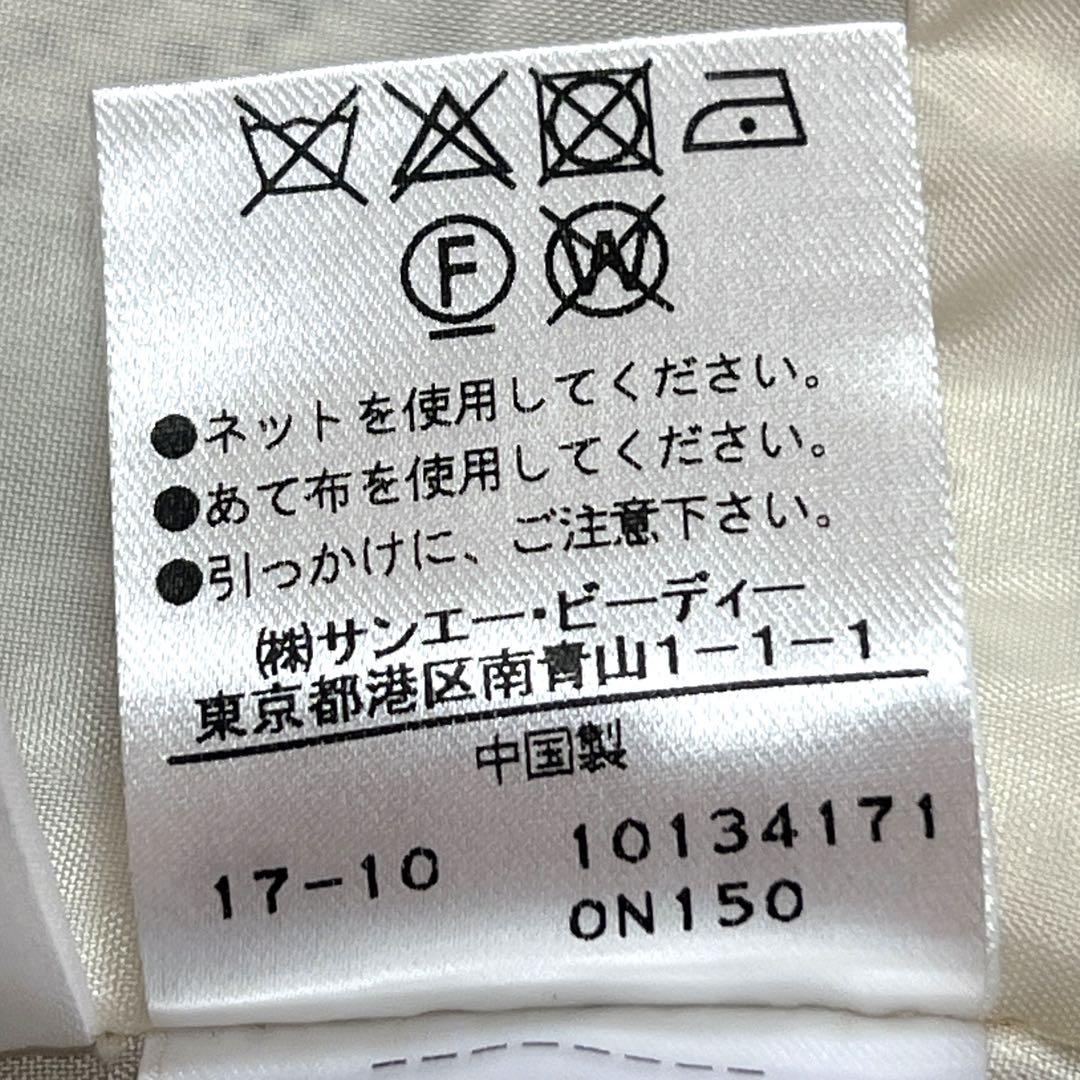 F W
●ネットを使用してください。
●あて布を使用してください。
●引っかけに、ご注意下さい。
㈱サンエー・ビーディー
東京都港区南青山1-1-1
中国製
17-10 10134171
0N150